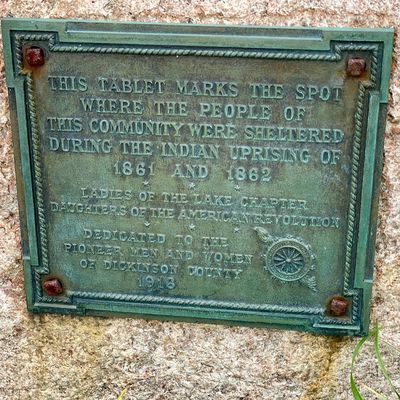 THIS TABLET MARKS THE SPOT
WHERE THE PEOPLE OF
THIS COMMUNITY WERE SHELTERED
DURING THE INDIAN UPRISING OF
1861 AND 1862
LADIES OF THE LAKE CHAPTER
DAUGHTERS OF THE AMERICAN REVOLUTION
DEDICATED TO THE
PIONEER MEN AND WOMEN
OF DICKINSON COUNTY
1913